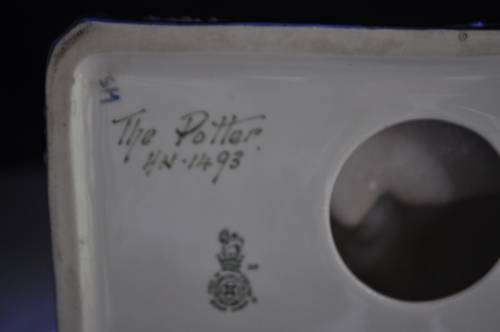 The Potter.
HN-1493